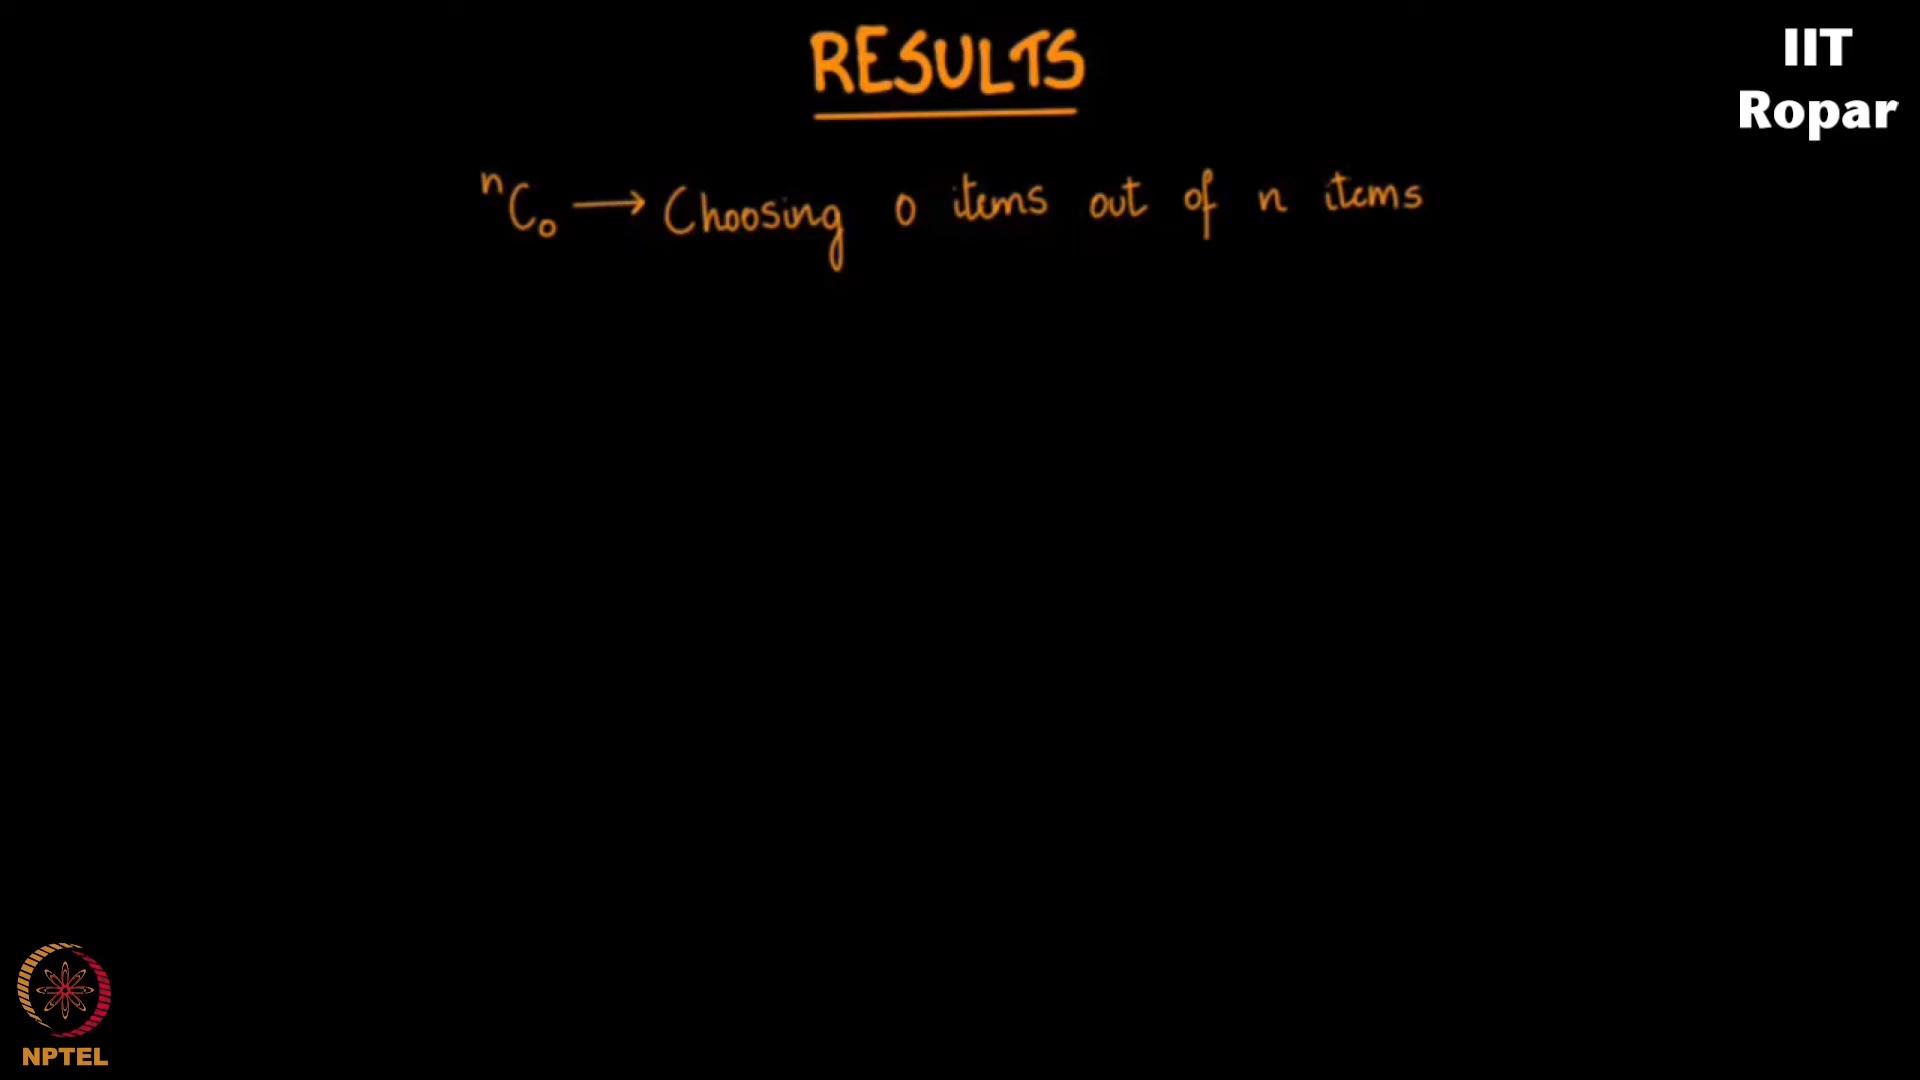 RESULTS
IIT
Ropar
ⁿC₀ → Choosing 0 items out of n items
NPTEL